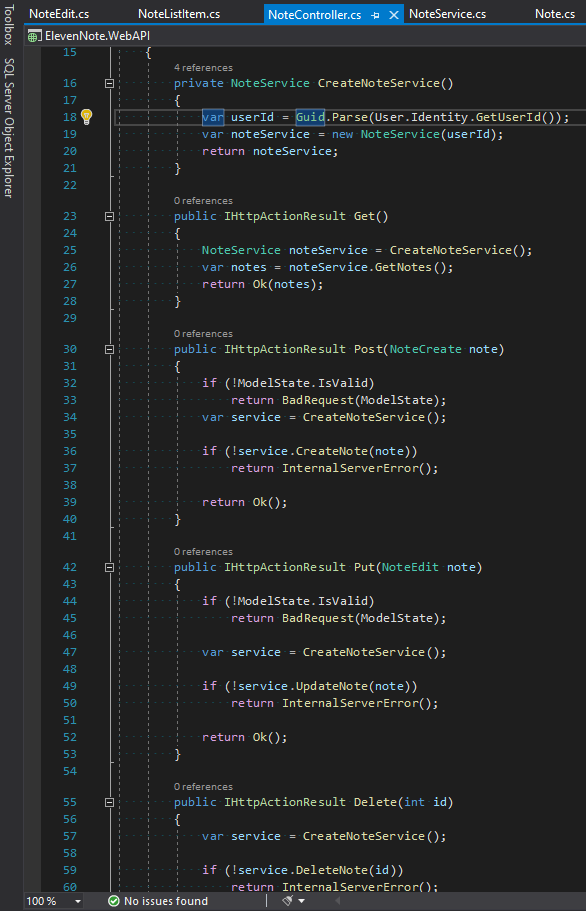 NoteEdit.cs NoteListItem.cs NoteController.cs NoteService.cs Note.cs
Toolbox
SQL Server Object Explorer
ElevenNote.WebAPI
15 {
4 references
16 private NoteService CreateNoteService()
17 {
18 var userId = Guid.Parse(User.Identity.GetUserId());
19 var noteService = new NoteService(userId);
20 return noteService;
21 }
22
0 references
23 public IHttpActionResult Get()
24 {
25 NoteService noteService = CreateNoteService();
26 var notes = noteService.GetNotes();
27 return Ok(notes);
28 }
29
0 references
30 public IHttpActionResult Post(NoteCreate note)
31 {
32 if (!ModelState.IsValid)
33 return BadRequest(ModelState);
34 var service = CreateNoteService();
35
36 if (!service.CreateNote(note))
37 return InternalServerError();
38
39 return Ok();
40 }
41
0 references
42 public IHttpActionResult Put(NoteEdit note)
43 {
44 if (!ModelState.IsValid)
45 return BadRequest(ModelState);
46
47 var service = CreateNoteService();
48
49 if (!service.UpdateNote(note))
50 return InternalServerError();
51
52 return Ok();
53 }
54
0 references
55 public IHttpActionResult Delete(int id)
56 {
57 var service = CreateNoteService();
58
59 if (!service.DeleteNote(id))
60 return InternalServerError();
100 % No issues found